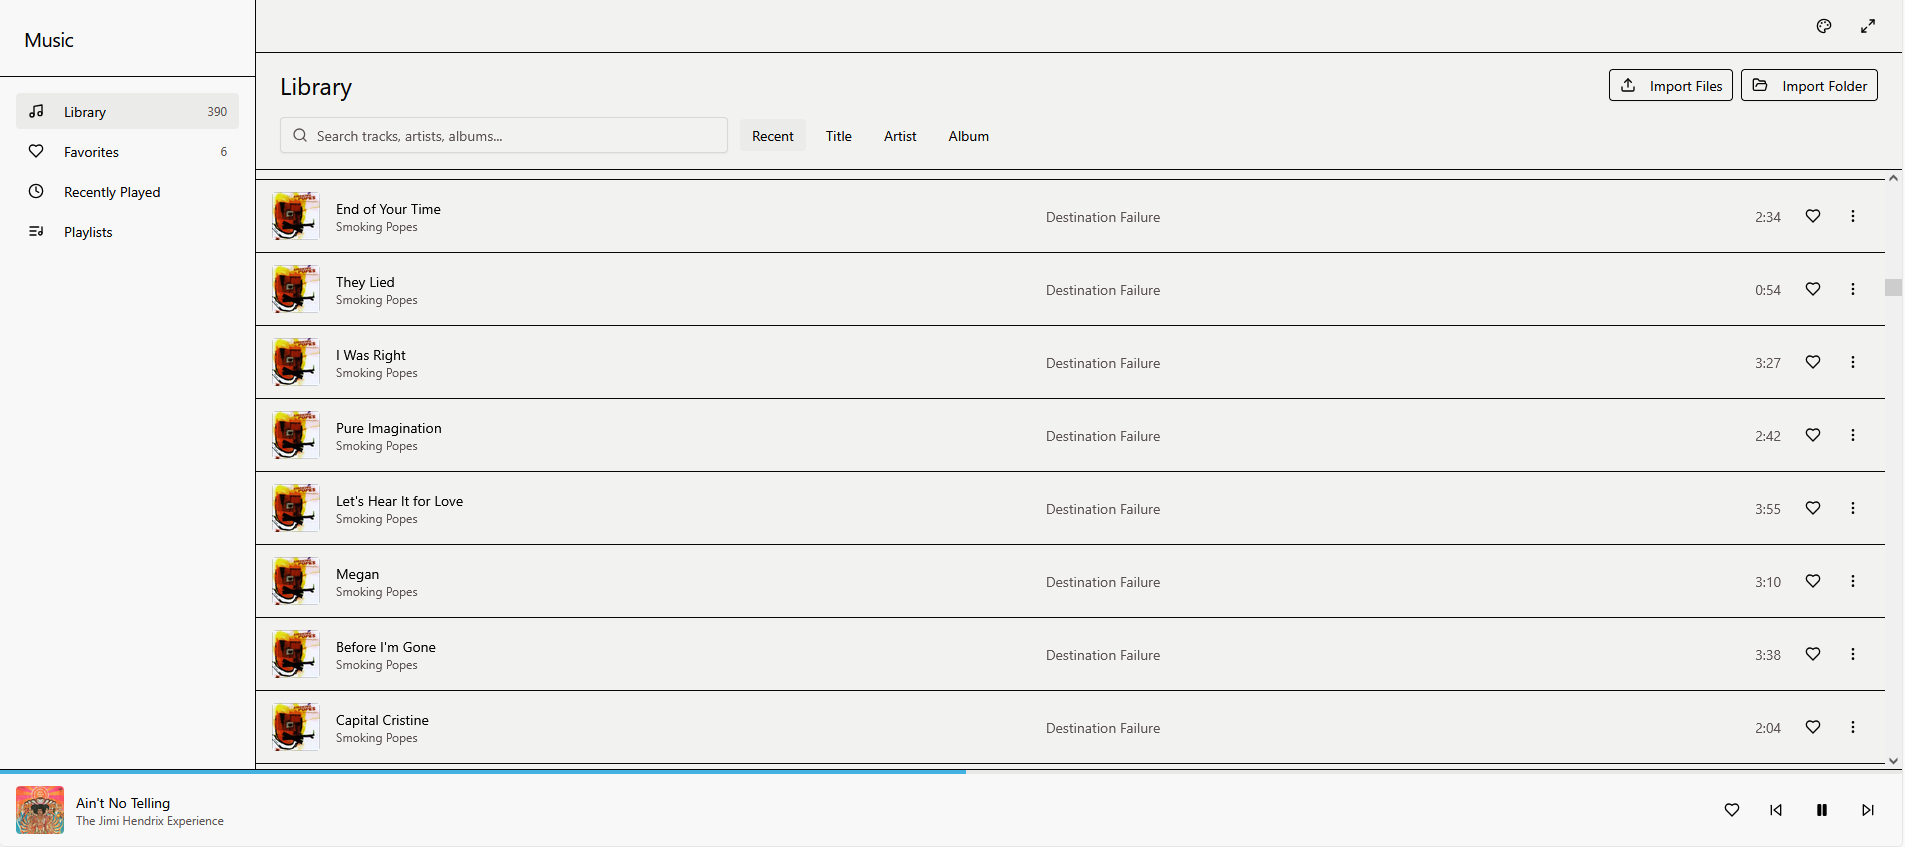 Music
Library 390
Favorites 6
Recently Played
Playlists
Library
Import Files
Import Folder
Search tracks, artists, albums...
Recent
Title
Artist
Album
End of Your Time
Smoking Popes
Destination Failure
2:34
They Lied
Smoking Popes
Destination Failure
0:54
I Was Right
Smoking Popes
Destination Failure
3:27
Pure Imagination
Smoking Popes
Destination Failure
2:42
Let's Hear It for Love
Smoking Popes
Destination Failure
3:55
Megan
Smoking Popes
Destination Failure
3:10
Before I'm Gone
Smoking Popes
Destination Failure
3:38
Capital Cristine
Smoking Popes
Destination Failure
2:04
Ain't No Telling
The Jimi Hendrix Experience